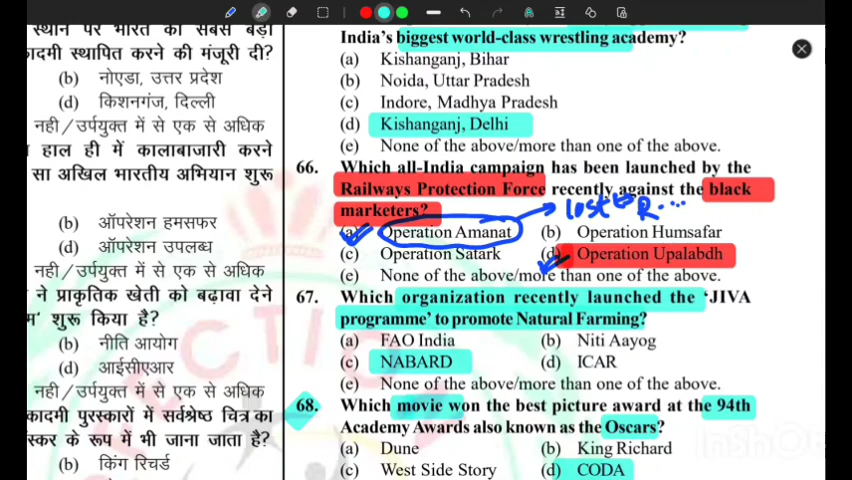 स्थान पर भारत की सबसे बड़ी
कादमी स्थापित करने की मंजूरी दी?
(b) नोएडा, उत्तर प्रदेश
(d) किशनगंज, दिल्ली
नही/उर्पयुक्त में से एक से अधिक
हाल ही में कालाबाजारी करने
सा अखिल भारतीय अभियान शुरू
(b) ऑपरेशन हमसफर
(d) ऑपरेशन उपलब्ध
नही/उर्पयुक्त में से एक से अधिक
ने प्राकृतिक खेती को बढ़ावा देने
म' शुरू किया है?
(b) नीति आयोग
(d) आईसीएआर
नही/उर्पयुक्त में से एक से अधिक
कादमी पुरस्कारों में सर्वश्रेष्ठ चित्र का
स्कर के रूप में भी जाना जाता है?
(b) किंग रिचर्ड
India's biggest world-class wrestling academy?
(a) Kishanganj, Bihar
(b) Noida, Uttar Pradesh
(c) Indore, Madhya Pradesh
(d) Kishanganj, Delhi
(e) None of the above/more than one of the above.
66. Which all-India campaign has been launched by the
Railways Protection Force recently against the black
marketers?
lost R...
(a) Operation Amanat (b) Operation Humsafar
(c) Operation Satark (d) Operation Upalabdh
(e) None of the above/more than one of the above.
67. Which organization recently launched the 'JIVA
programme' to promote Natural Farming?
(a) FAO India (b) Niti Aayog
(c) NABARD (d) ICAR
(e) None of the above/more than one of the above.
68. Which movie won the best picture award at the 94th
Academy Awards also known as the Oscars?
(a) Dune (b) King Richard
(c) West Side Story (d) CODA